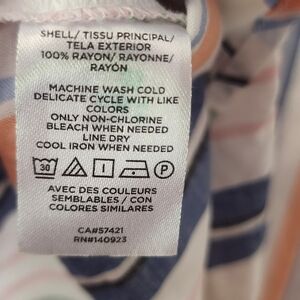 SHELL/ TISSU PRINCIPAL/
TELA EXTERIOR
100% RAYON/ RAYONNE/
RAYÓN
MACHINE WASH COLD
DELICATE CYCLE WITH LIKE
COLORS
ONLY NON-CHLORINE
BLEACH WHEN NEEDED
LINE DRY
COOL IRON WHEN NEEDED
30 P
AVEC DES COULEURS
SEMBLABLES / CON
COLORES SIMILARES
CA#57421
RN#140923